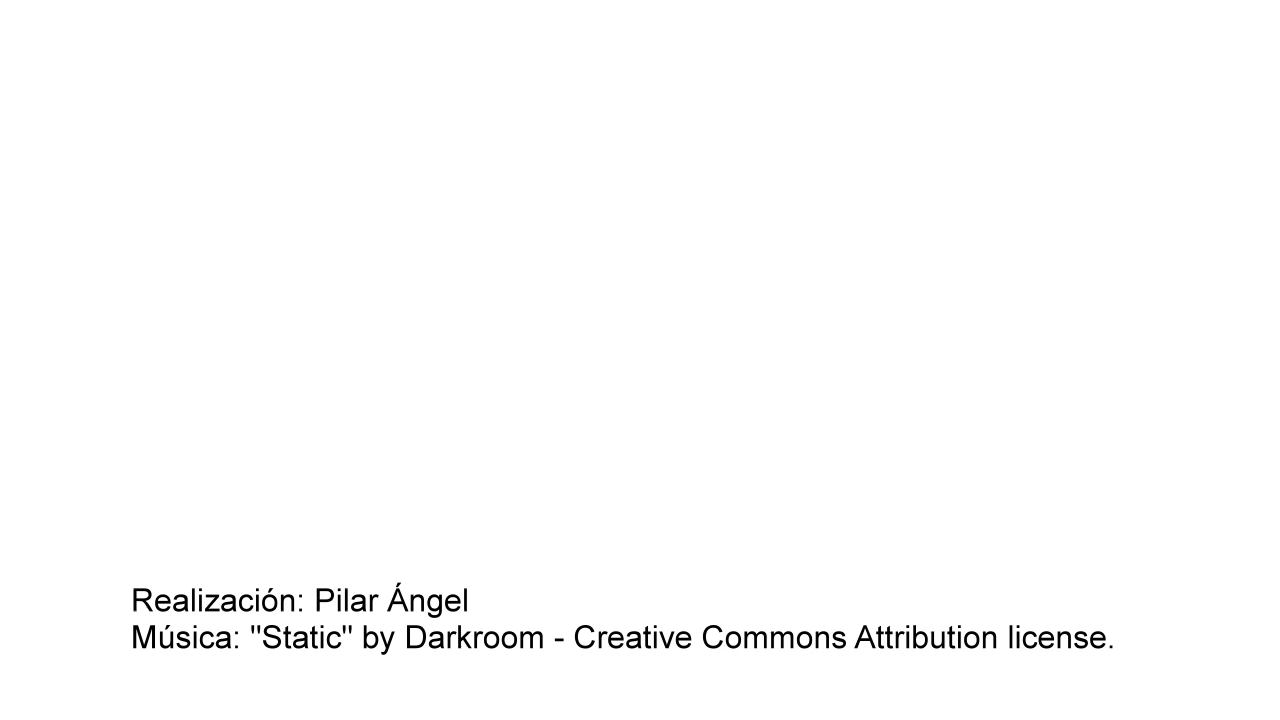 Realización: Pilar Ángel
Música: "Static" by Darkroom - Creative Commons Attribution license.